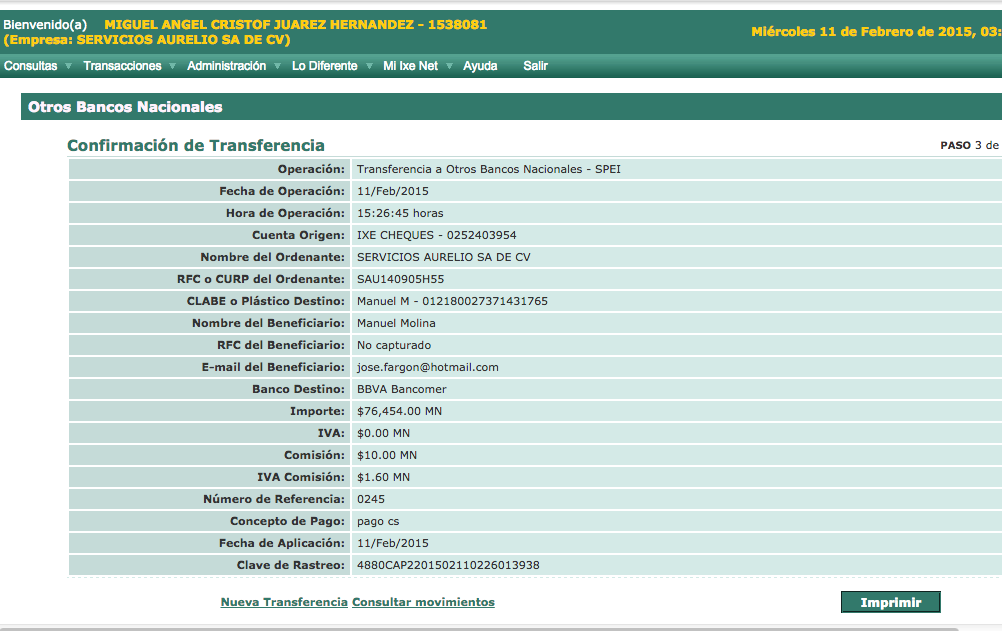 Bienvenido(a) MIGUEL ANGEL CRISTOF JUAREZ HERNANDEZ - 1538081
(Empresa: SERVICIOS AURELIO SA DE CV)
Miércoles 11 de Febrero de 2015, 03:
Consultas Transacciones Administración Lo Diferente Mi Ixe Net Ayuda Salir
Otros Bancos Nacionales
Confirmación de Transferencia
PASO 3 de
Operación: Transferencia a Otros Bancos Nacionales - SPEI
Fecha de Operación: 11/Feb/2015
Hora de Operación: 15:26:45 horas
Cuenta Origen: IXE CHEQUES - 0252403954
Nombre del Ordenante: SERVICIOS AURELIO SA DE CV
RFC o CURP del Ordenante: SAU140905H55
CLABE o Plástico Destino: Manuel M - 012180027371431765
Nombre del Beneficiario: Manuel Molina
RFC del Beneficiario: No capturado
E-mail del Beneficiario: jose.fargon@hotmail.com
Banco Destino: BBVA Bancomer
Importe: $76,454.00 MN
IVA: $0.00 MN
Comisión: $10.00 MN
IVA Comisión: $1.60 MN
Número de Referencia: 0245
Concepto de Pago: pago cs
Fecha de Aplicación: 11/Feb/2015
Clave de Rastreo: 4880CAP2201502110226013938
Nueva Transferencia Consultar movimientos
Imprimir